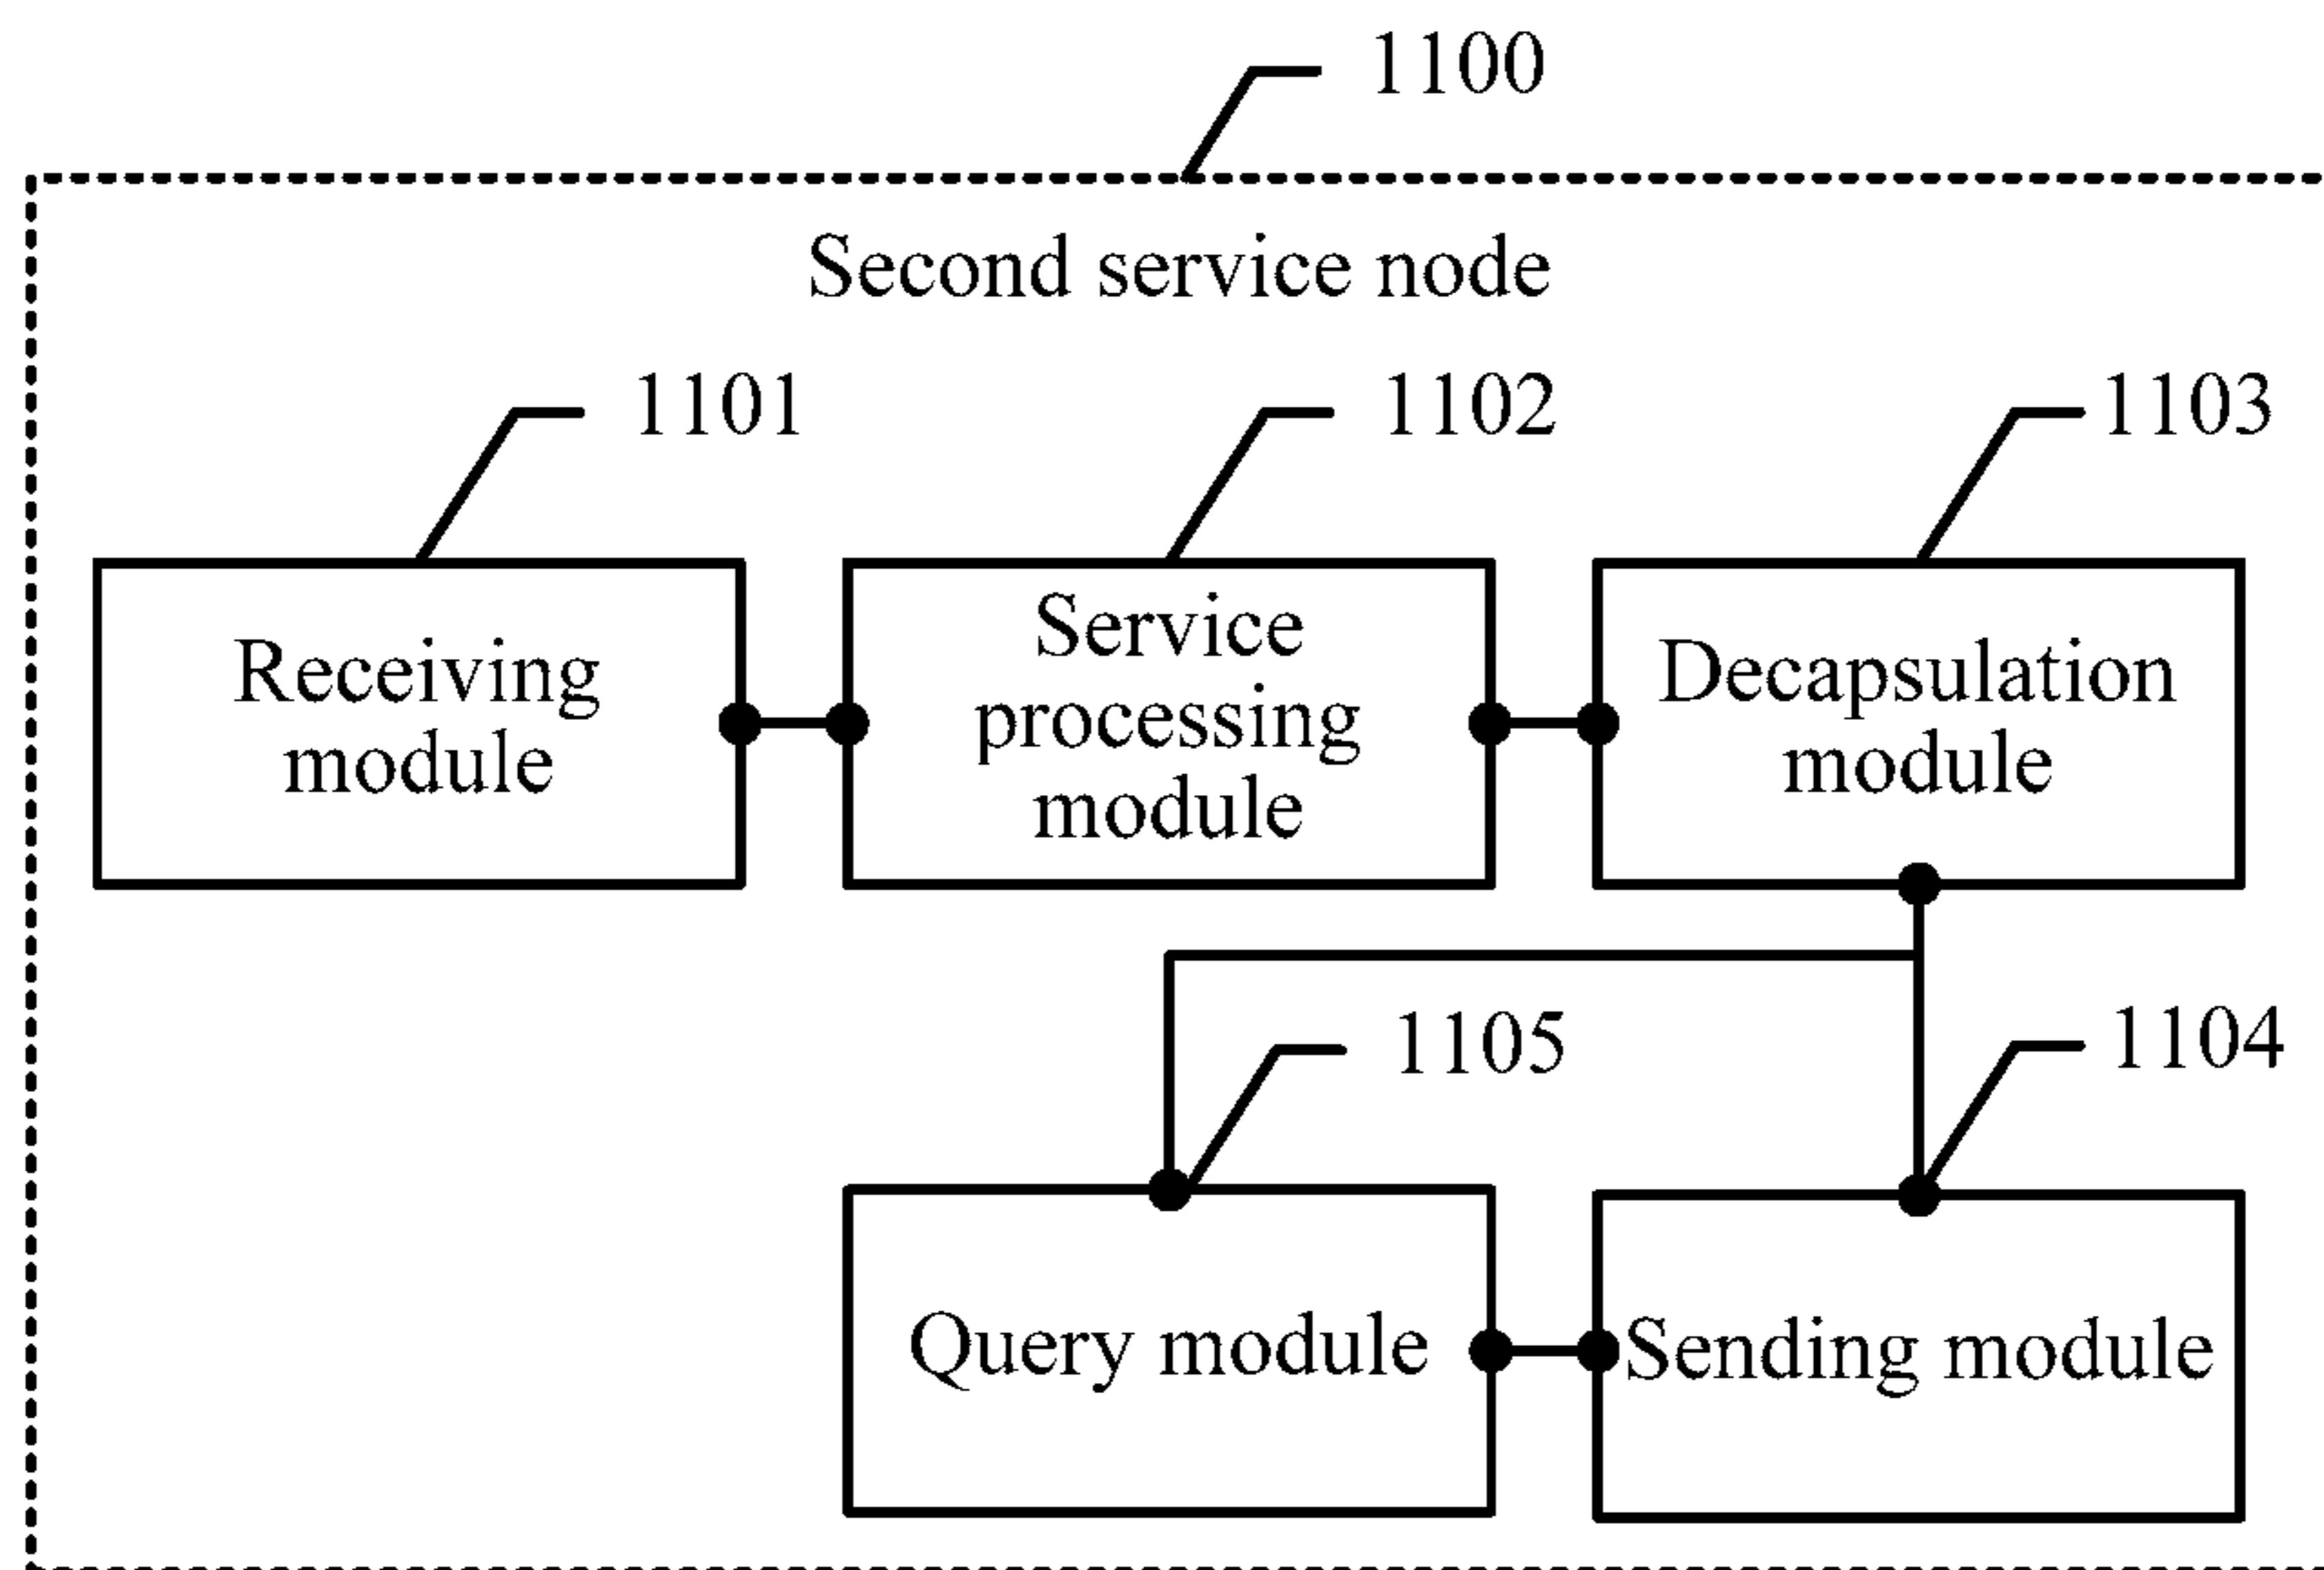 1100
Second service node
1101
1102
1103
Receiving
module
Service
processing
module
Decapsulation
module
1105
1104
Query module
Sending module